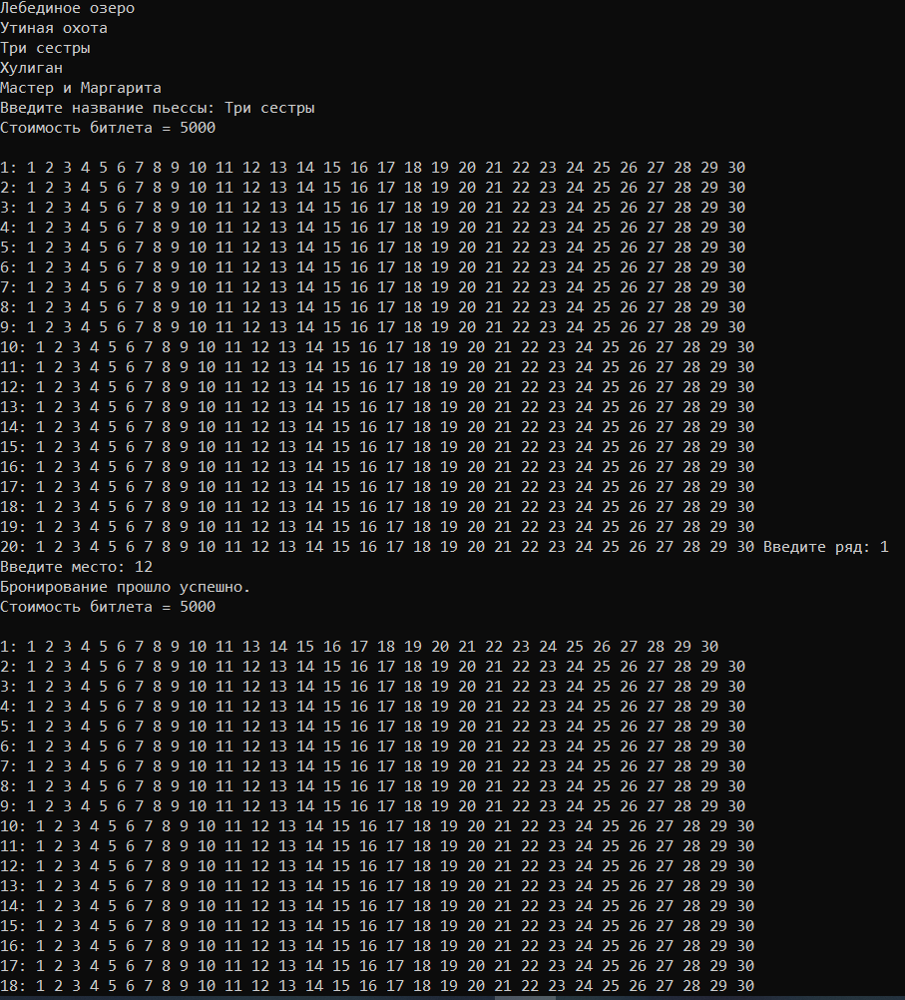 Лебединое озеро
Утиная охота
Три сестры
Хулиган
Мастер и Маргарита
Введите название пьессы: Три сестры
Стоимость битлета = 5000
1: 1 2 3 4 5 6 7 8 9 10 11 12 13 14 15 16 17 18 19 20 21 22 23 24 25 26 27 28 29 30
2: 1 2 3 4 5 6 7 8 9 10 11 12 13 14 15 16 17 18 19 20 21 22 23 24 25 26 27 28 29 30
3: 1 2 3 4 5 6 7 8 9 10 11 12 13 14 15 16 17 18 19 20 21 22 23 24 25 26 27 28 29 30
4: 1 2 3 4 5 6 7 8 9 10 11 12 13 14 15 16 17 18 19 20 21 22 23 24 25 26 27 28 29 30
5: 1 2 3 4 5 6 7 8 9 10 11 12 13 14 15 16 17 18 19 20 21 22 23 24 25 26 27 28 29 30
6: 1 2 3 4 5 6 7 8 9 10 11 12 13 14 15 16 17 18 19 20 21 22 23 24 25 26 27 28 29 30
7: 1 2 3 4 5 6 7 8 9 10 11 12 13 14 15 16 17 18 19 20 21 22 23 24 25 26 27 28 29 30
8: 1 2 3 4 5 6 7 8 9 10 11 12 13 14 15 16 17 18 19 20 21 22 23 24 25 26 27 28 29 30
9: 1 2 3 4 5 6 7 8 9 10 11 12 13 14 15 16 17 18 19 20 21 22 23 24 25 26 27 28 29 30
10: 1 2 3 4 5 6 7 8 9 10 11 12 13 14 15 16 17 18 19 20 21 22 23 24 25 26 27 28 29 30
11: 1 2 3 4 5 6 7 8 9 10 11 12 13 14 15 16 17 18 19 20 21 22 23 24 25 26 27 28 29 30
12: 1 2 3 4 5 6 7 8 9 10 11 12 13 14 15 16 17 18 19 20 21 22 23 24 25 26 27 28 29 30
13: 1 2 3 4 5 6 7 8 9 10 11 12 13 14 15 16 17 18 19 20 21 22 23 24 25 26 27 28 29 30
14: 1 2 3 4 5 6 7 8 9 10 11 12 13 14 15 16 17 18 19 20 21 22 23 24 25 26 27 28 29 30
15: 1 2 3 4 5 6 7 8 9 10 11 12 13 14 15 16 17 18 19 20 21 22 23 24 25 26 27 28 29 30
16: 1 2 3 4 5 6 7 8 9 10 11 12 13 14 15 16 17 18 19 20 21 22 23 24 25 26 27 28 29 30
17: 1 2 3 4 5 6 7 8 9 10 11 12 13 14 15 16 17 18 19 20 21 22 23 24 25 26 27 28 29 30
18: 1 2 3 4 5 6 7 8 9 10 11 12 13 14 15 16 17 18 19 20 21 22 23 24 25 26 27 28 29 30
19: 1 2 3 4 5 6 7 8 9 10 11 12 13 14 15 16 17 18 19 20 21 22 23 24 25 26 27 28 29 30
20: 1 2 3 4 5 6 7 8 9 10 11 12 13 14 15 16 17 18 19 20 21 22 23 24 25 26 27 28 29 30 Введите ряд: 1
Введите место: 12
Бронирование прошло успешно.
Стоимость битлета = 5000
1: 1 2 3 4 5 6 7 8 9 10 11 13 14 15 16 17 18 19 20 21 22 23 24 25 26 27 28 29 30
2: 1 2 3 4 5 6 7 8 9 10 11 12 13 14 15 16 17 18 19 20 21 22 23 24 25 26 27 28 29 30
3: 1 2 3 4 5 6 7 8 9 10 11 12 13 14 15 16 17 18 19 20 21 22 23 24 25 26 27 28 29 30
4: 1 2 3 4 5 6 7 8 9 10 11 12 13 14 15 16 17 18 19 20 21 22 23 24 25 26 27 28 29 30
5: 1 2 3 4 5 6 7 8 9 10 11 12 13 14 15 16 17 18 19 20 21 22 23 24 25 26 27 28 29 30
6: 1 2 3 4 5 6 7 8 9 10 11 12 13 14 15 16 17 18 19 20 21 22 23 24 25 26 27 28 29 30
7: 1 2 3 4 5 6 7 8 9 10 11 12 13 14 15 16 17 18 19 20 21 22 23 24 25 26 27 28 29 30
8: 1 2 3 4 5 6 7 8 9 10 11 12 13 14 15 16 17 18 19 20 21 22 23 24 25 26 27 28 29 30
9: 1 2 3 4 5 6 7 8 9 10 11 12 13 14 15 16 17 18 19 20 21 22 23 24 25 26 27 28 29 30
10: 1 2 3 4 5 6 7 8 9 10 11 12 13 14 15 16 17 18 19 20 21 22 23 24 25 26 27 28 29 30
11: 1 2 3 4 5 6 7 8 9 10 11 12 13 14 15 16 17 18 19 20 21 22 23 24 25 26 27 28 29 30
12: 1 2 3 4 5 6 7 8 9 10 11 12 13 14 15 16 17 18 19 20 21 22 23 24 25 26 27 28 29 30
13: 1 2 3 4 5 6 7 8 9 10 11 12 13 14 15 16 17 18 19 20 21 22 23 24 25 26 27 28 29 30
14: 1 2 3 4 5 6 7 8 9 10 11 12 13 14 15 16 17 18 19 20 21 22 23 24 25 26 27 28 29 30
15: 1 2 3 4 5 6 7 8 9 10 11 12 13 14 15 16 17 18 19 20 21 22 23 24 25 26 27 28 29 30
16: 1 2 3 4 5 6 7 8 9 10 11 12 13 14 15 16 17 18 19 20 21 22 23 24 25 26 27 28 29 30
17: 1 2 3 4 5 6 7 8 9 10 11 12 13 14 15 16 17 18 19 20 21 22 23 24 25 26 27 28 29 30
18: 1 2 3 4 5 6 7 8 9 10 11 12 13 14 15 16 17 18 19 20 21 22 23 24 25 26 27 28 29 30